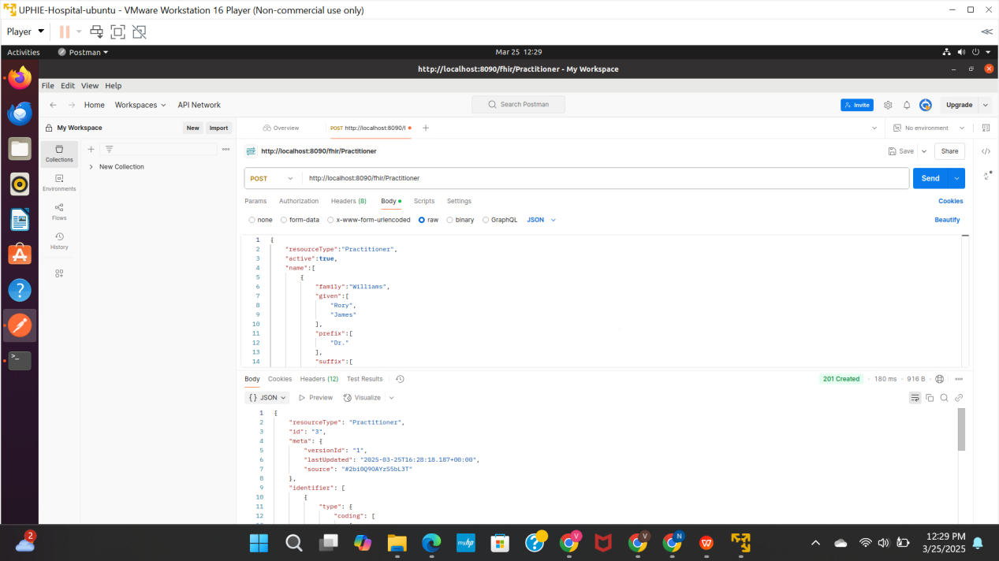 UPHIE-Hospital-ubuntu - VMware Workstation 16 Player (Non-commercial use only)
Player
Activities Postman Mar 25 12:29
http://localhost:8090/fhir/Practitioner - My Workspace
File Edit View Help
Home Workspaces API Network Search Postman Invite Upgrade
My Workspace New Import Overview POST http://localhost:8090/f No environment
Collections
New Collection
Environments
Flows
History
http://localhost:8090/fhir/Practitioner Save Share
POST http://localhost:8090/fhir/Practitioner Send
Params Authorization Headers (8) Body Scripts Settings Cookies
none form-data x-www-form-urlencoded raw binary GraphQL JSON Beautify
1 {
2 "resourceType":"Practitioner",
3 "active":true,
4 "name":[
5 {
6 "family":"Williams",
7 "given":[
8 "Rory",
9 "James"
10 ],
11 "prefix":[
12 "Dr."
13 ],
14 "suffix":[
Body Cookies Headers (12) Test Results 201 Created 180 ms 916 B
{} JSON Preview Visualize
1 {
2 "resourceType": "Practitioner",
3 "id": "3",
4 "meta": {
5 "versionId": "1",
6 "lastUpdated": "2025-03-25T16:28:18.187+00:00",
7 "source": "#2bi0Q9OAYzS5bL3T"
8 },
9 "identifier": [
10 {
11 "type": {
12 "coding": [
2
myhp
V
V
N
12:29 PM
3/25/2025